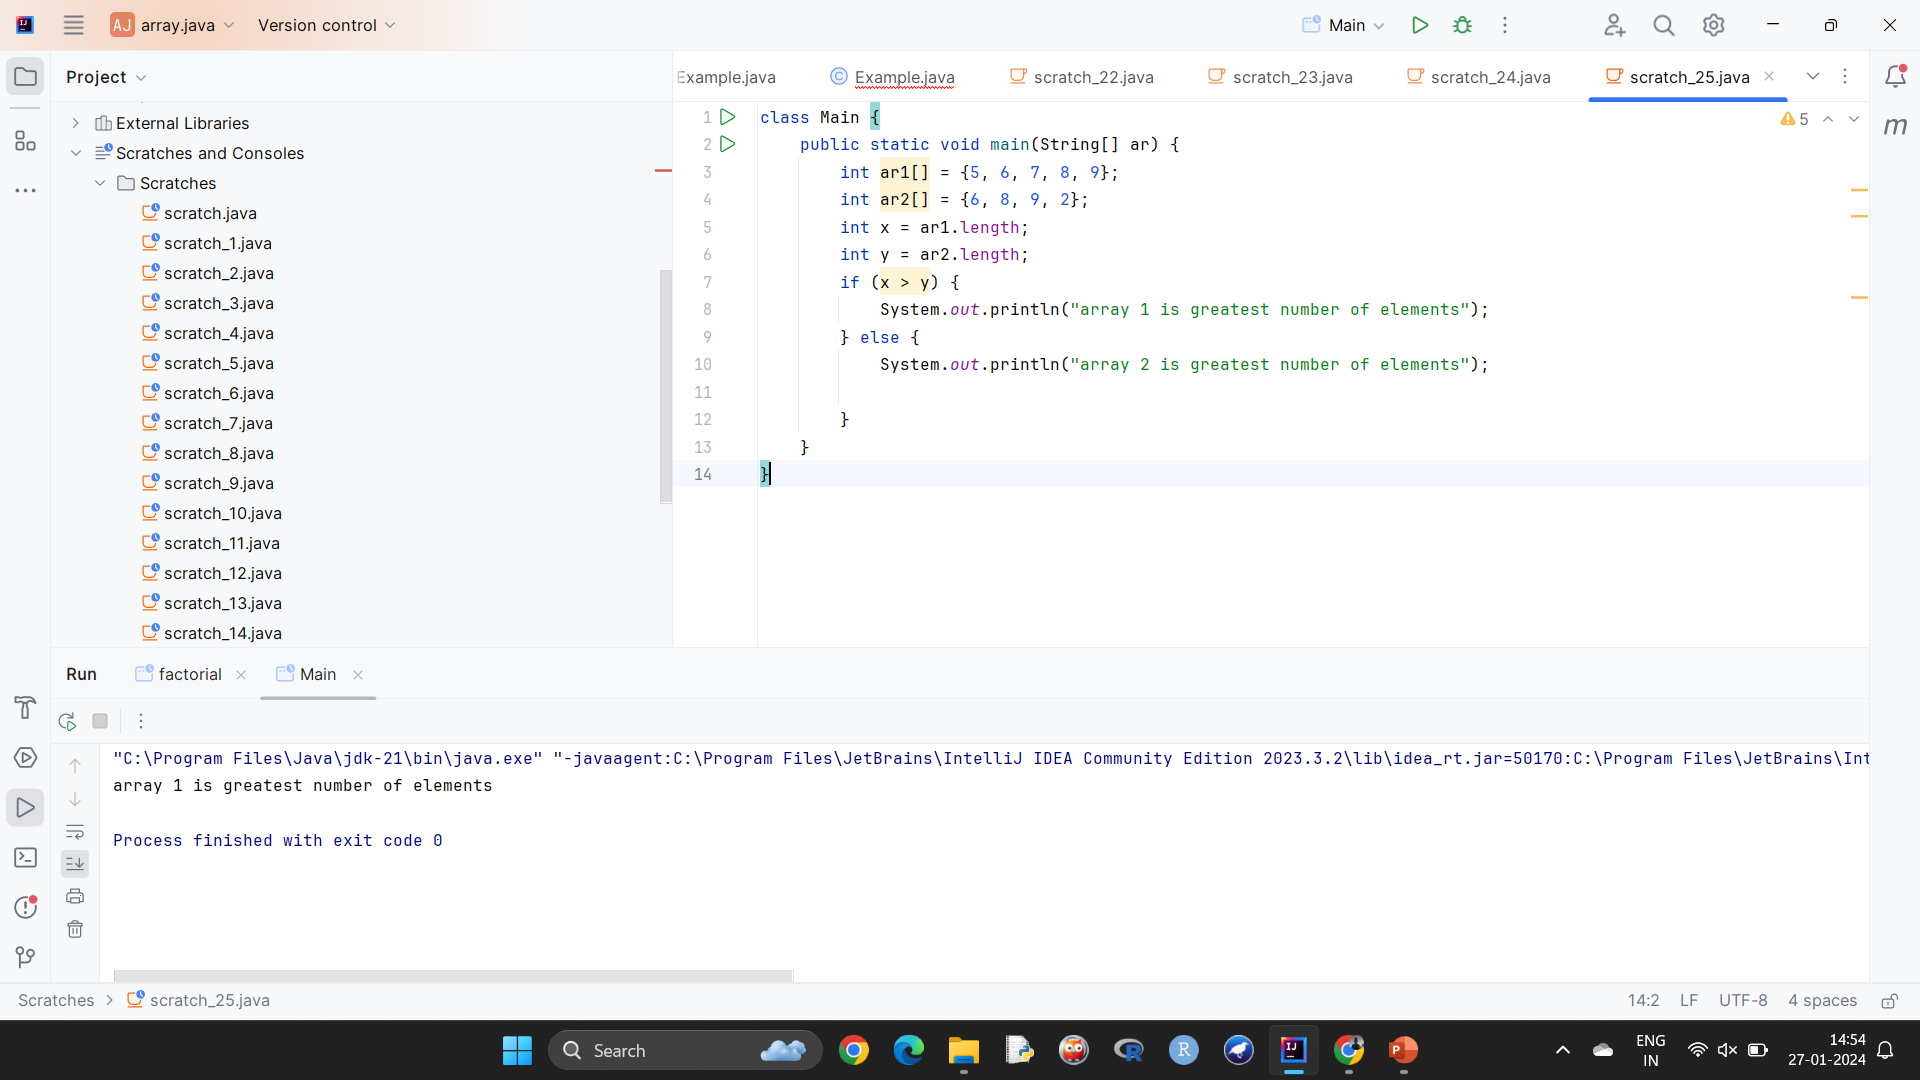 AJ array.java Version control Main
Project
External Libraries
Scratches and Consoles
Scratches
scratch.java
scratch_1.java
scratch_2.java
scratch_3.java
scratch_4.java
scratch_5.java
scratch_6.java
scratch_7.java
scratch_8.java
scratch_9.java
scratch_10.java
scratch_11.java
scratch_12.java
scratch_13.java
scratch_14.java
Example.java Example.java scratch_22.java scratch_23.java scratch_24.java scratch_25.java
5
1 class Main {
2 public static void main(String[] ar) {
3 int ar1[] = {5, 6, 7, 8, 9};
4 int ar2[] = {6, 8, 9, 2};
5 int x = ar1.length;
6 int y = ar2.length;
7 if (x > y) {
8 System.out.println("array 1 is greatest number of elements");
9 } else {
10 System.out.println("array 2 is greatest number of elements");
11
12 }
13 }
14 }
m
Run factorial Main
"C:\Program Files\Java\jdk-21\bin\java.exe" "-javaagent:C:\Program Files\JetBrains\IntelliJ IDEA Community Edition 2023.3.2\lib\idea_rt.jar=50170:C:\Program Files\JetBrains\Int
array 1 is greatest number of elements
Process finished with exit code 0
Scratches > scratch_25.java 14:2 LF UTF-8 4 spaces
Search
ENG
IN
14:54
27-01-2024